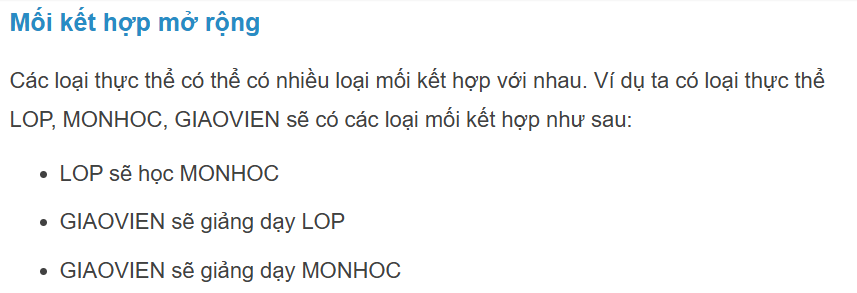 Mối kết hợp mở rộng
Các loại thực thể có thể có nhiều loại mối kết hợp với nhau. Ví dụ ta có loại thực thể
LOP, MONHOC, GIAOVIEN sẽ có các loại mối kết hợp như sau:
• LOP sẽ học MONHOC
• GIAOVIEN sẽ giảng dạy LOP
• GIAOVIEN sẽ giảng dạy MONHOC